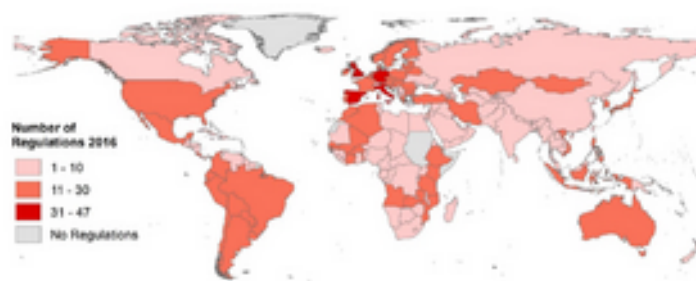 Number of
Regulations 2016
1 - 10
11 - 30
31 - 47
No Regulations